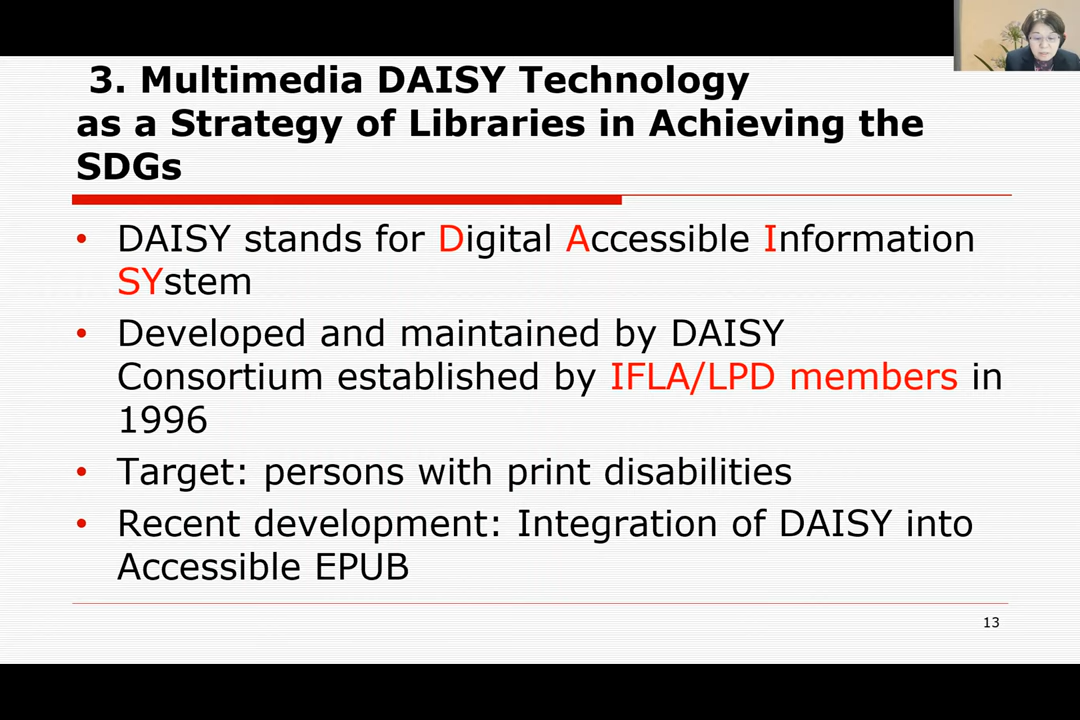 3. Multimedia DAISY Technology
as a Strategy of Libraries in Achieving the
SDGs
• DAISY stands for Digital Accessible Information
SYstem
• Developed and maintained by DAISY
Consortium established by IFLA/LPD members in
1996
• Target: persons with print disabilities
• Recent development: Integration of DAISY into
Accessible EPUB
13